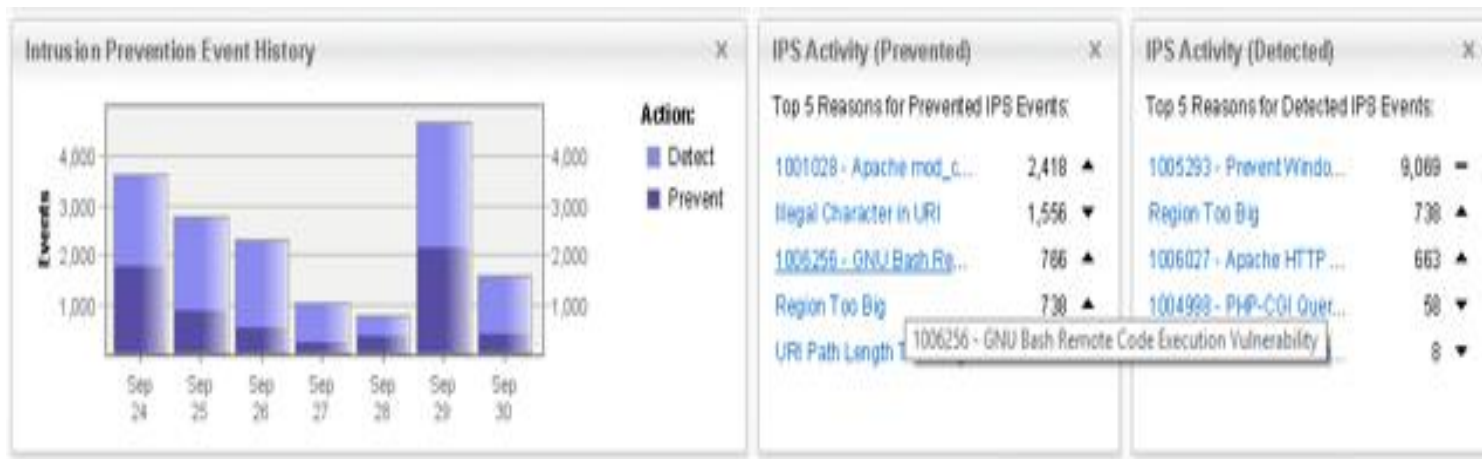 Intrusion Prevention Event History
x
Events
4,000
3,000
2,000
1,000
4,000
3,000
2,000
1,000
Sep 24
Sep 25
Sep 26
Sep 27
Sep 28
Sep 29
Sep 30
Action:
Detect
Prevent
IPS Activity (Prevented)
x
Top 5 Reasons for Prevented IPS Events:
1001028 - Apache mod_c... 2,418 ▲
Illegal Character in URI 1,556 ▼
1006256 - GNU Bash Re... 766 ▲
Region Too Big 738 ▲
URI Path Length
1006256 - GNU Bash Remote Code Execution Vulnerability
IPS Activity (Detected)
x
Top 5 Reasons for Detected IPS Events:
1005293 - Prevent Windo... 9,069 =
Region Too Big 738 ▲
1006027 - Apache HTTP ... 663 ▲
1004998 - PHP-CGI Quer... 58 ▼
8 ▼